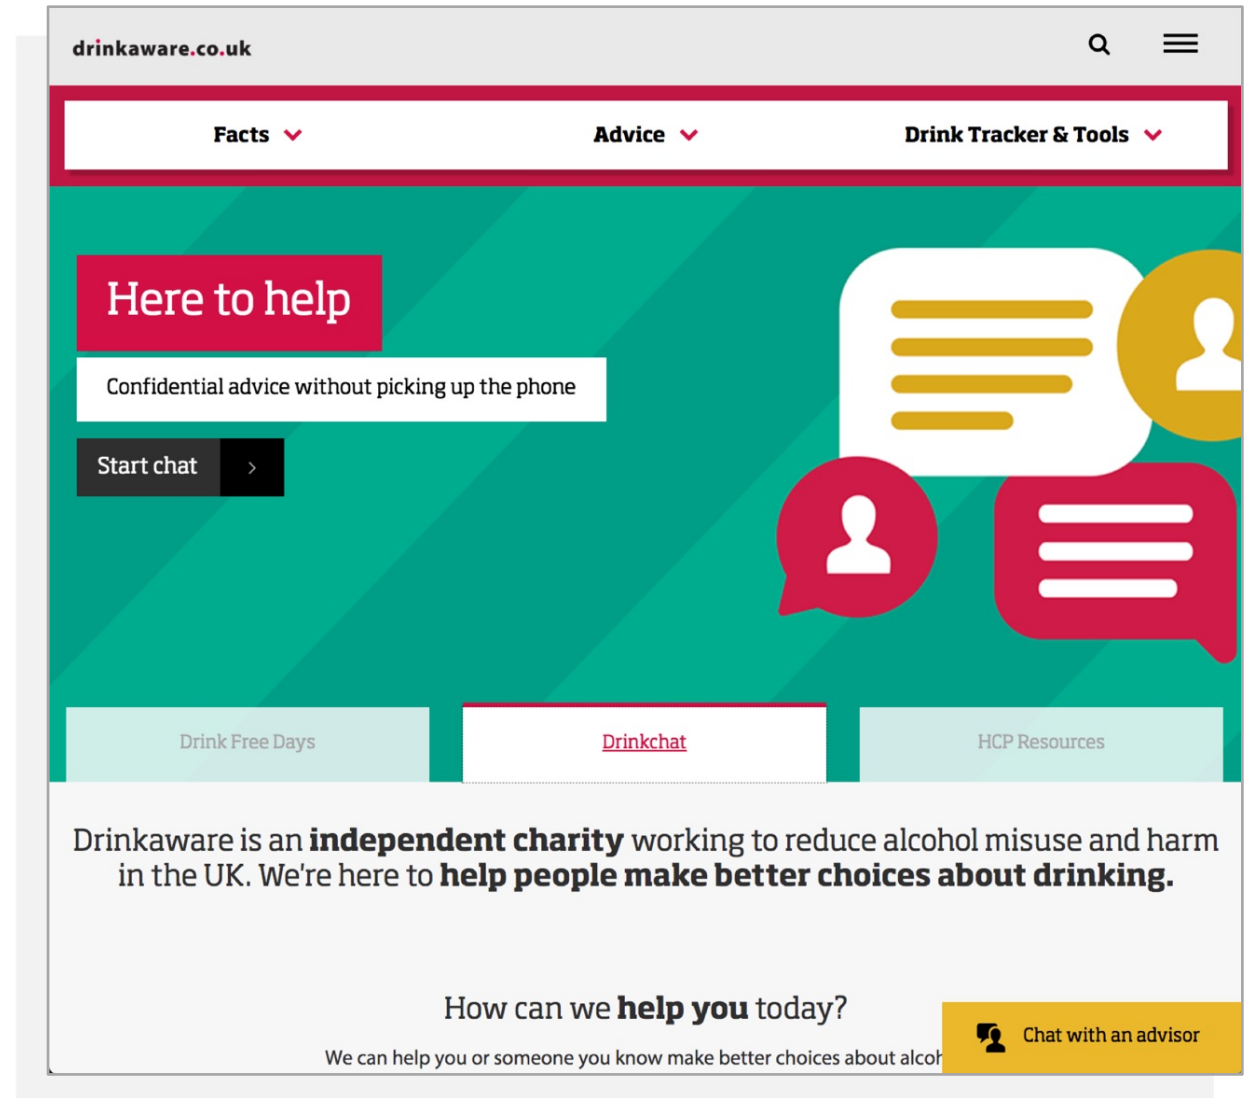 drinkaware.co.uk
Facts
Advice
Drink Tracker & Tools
Here to help
Confidential advice without picking up the phone
Start chat
Drink Free Days
Drinkchat
HCP Resources
Drinkaware is an independent charity working to reduce alcohol misuse and harm
in the UK. We're here to help people make better choices about drinking.
How can we help you today?
We can help you or someone you know make better choices about alcoh
Chat with an advisor